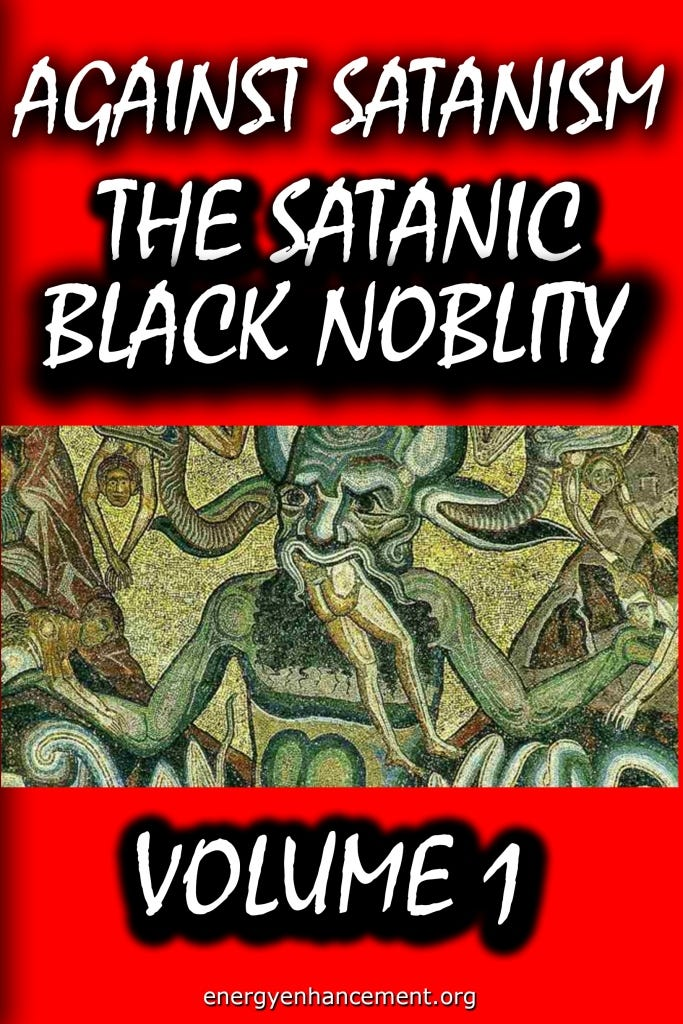 AGAINST SATANISM
THE SATANIC
BLACK NOBLITY
VOLUME 1
energyenhancement.org